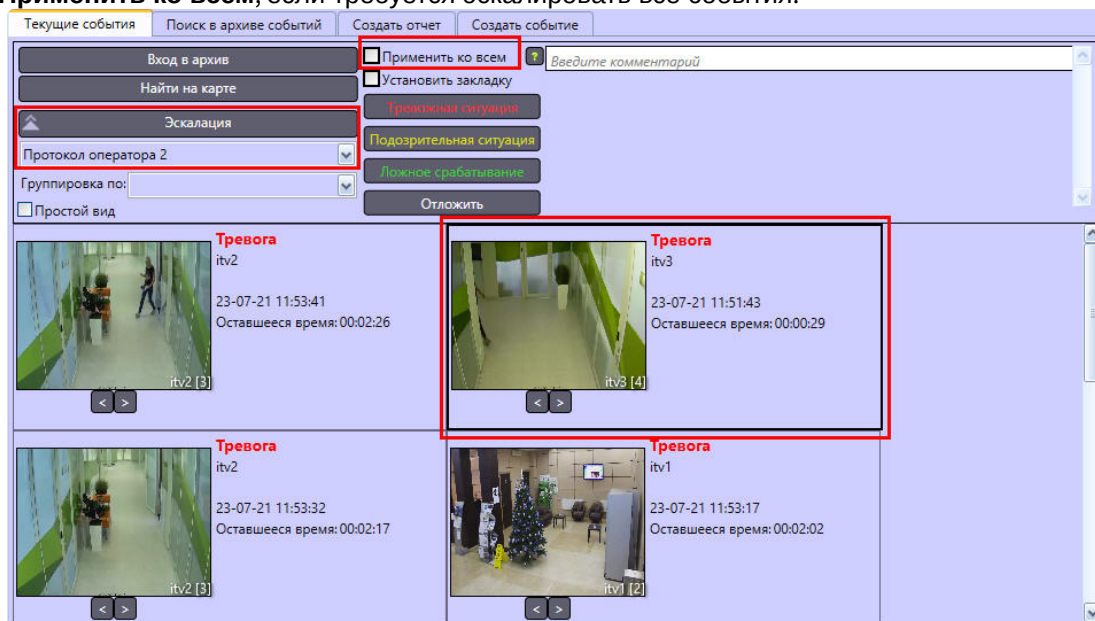 Применить ко всем, если требуется эскалировать все события.
Текущие события
Поиск в архиве событий
Создать отчет
Создать событие
Вход в архив
Найти на карте
Эскалация
Протокол оператора 2
Группировка по:
Простой вид
Применить ко всем
?
Установить закладку
Тревожная ситуация
Подозрительная ситуация
Ложное срабатывание
Отложить
Введите комментарий
Тревога
itv2
23-07-21 11:53:41
Оставшееся время: 00:02:26
itv2 [3]
< >
Тревога
itv3
23-07-21 11:51:43
Оставшееся время: 00:00:29
itv3 [4]
< >
Тревога
itv2
23-07-21 11:53:32
Оставшееся время: 00:02:17
itv2 [3]
< >
Тревога
itv1
23-07-21 11:53:17
Оставшееся время: 00:02:02
itv1 [2]
< >